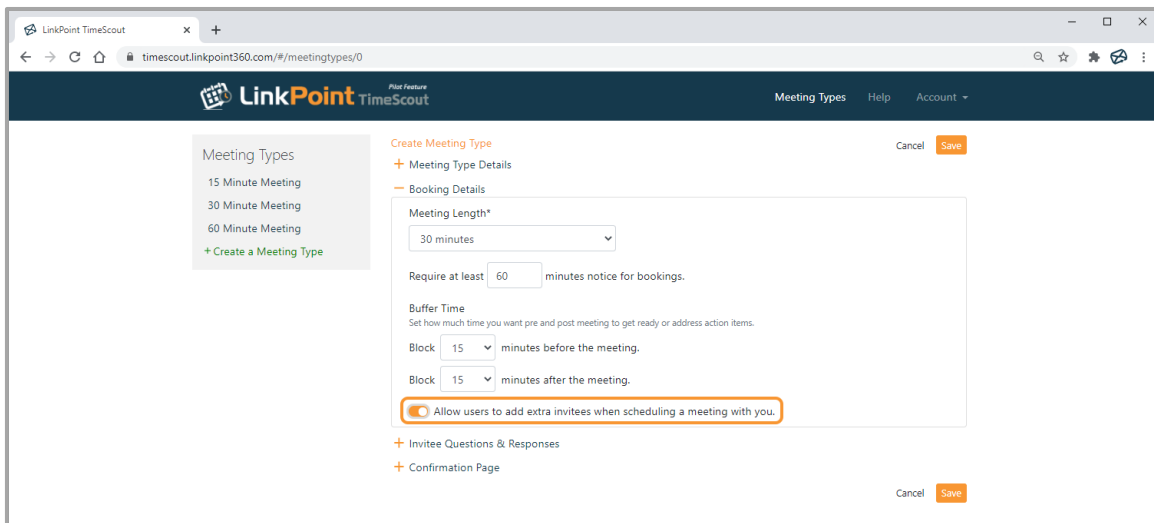 LinkPoint TimeScout
timescout.linkpoint360.com/#/meetingtypes/0
LinkPoint TimeScout
Pilot Feature
Meeting Types
Help
Account
Meeting Types
15 Minute Meeting
30 Minute Meeting
60 Minute Meeting
+ Create a Meeting Type
Create Meeting Type
Cancel
Save
+ Meeting Type Details
− Booking Details
Meeting Length*
30 minutes
Require at least 60 minutes notice for bookings.
Buffer Time
Set how much time you want pre and post meeting to get ready or address action items.
Block 15 minutes before the meeting.
Block 15 minutes after the meeting.
Allow users to add extra invitees when scheduling a meeting with you.
+ Invitee Questions & Responses
+ Confirmation Page
Cancel
Save